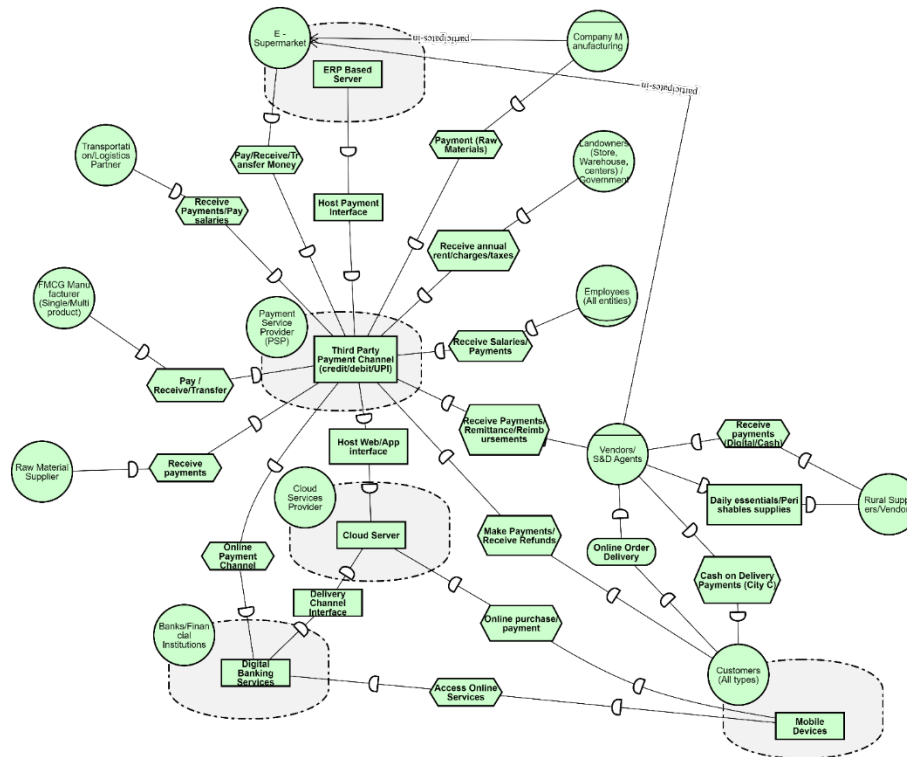 E -
Supermarket
participates-in
Company M
anufacturing
ERP Based
Server
participates-in
Transportati
on/Logistics
Partner
Pay/Receive/Tr
ansfer Money
Payment (Raw
Materials)
Landowners
(Store,
Warehouse,
centers) /
Government
Receive
Payments/Pay
salaries
Host Payment
Interface
Receive annual
rent/charges/taxes
FMCG Manu
facturer
(Single/Multi
product)
Payment
Service
Provider
(PSP)
Employees
(All entities)
Third Party
Payment Channel
(credit/debit/UPI)
Receive Salaries/
Payments
Pay /
Receive/Transfer
Receive Payments/
Remittance/Reimb
ursements
Receive
payments
(Digital/Cash)
Host Web/App
interface
Vendors/
S&D Agents
Raw Material
Supplier
Receive
payments
Cloud
Services
Provider
Daily essentials/Peri
shables supplies
Rural Suppli
ers/Vendors
Cloud Server
Make Payments/
Receive Refunds
Online Order
Delivery
Online
Payment
Channel
Cash on Delivery
Payments (City C)
Delivery
Channel Interface
Online purchase/
payment
Banks/Finan
cial
Institutions
Digital
Banking
Services
Customers
(All types)
Access Online
Services
Mobile
Devices